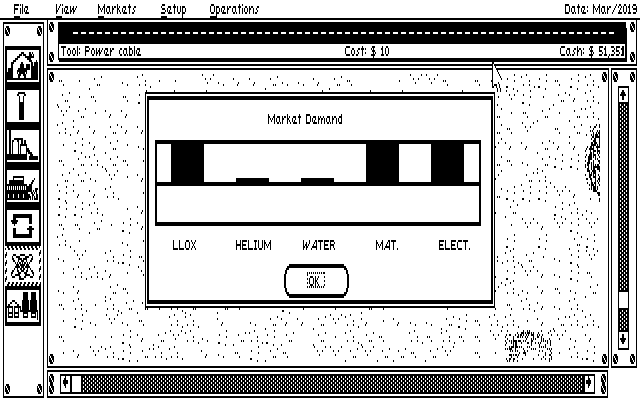 File View Markets Setup Operations Date: Mar/2019
Tool: Power cable Cost: $ 10 Cash: $ 51,351
Market Demand
LLOX HELIUM WATER MAT. ELECT.
OK